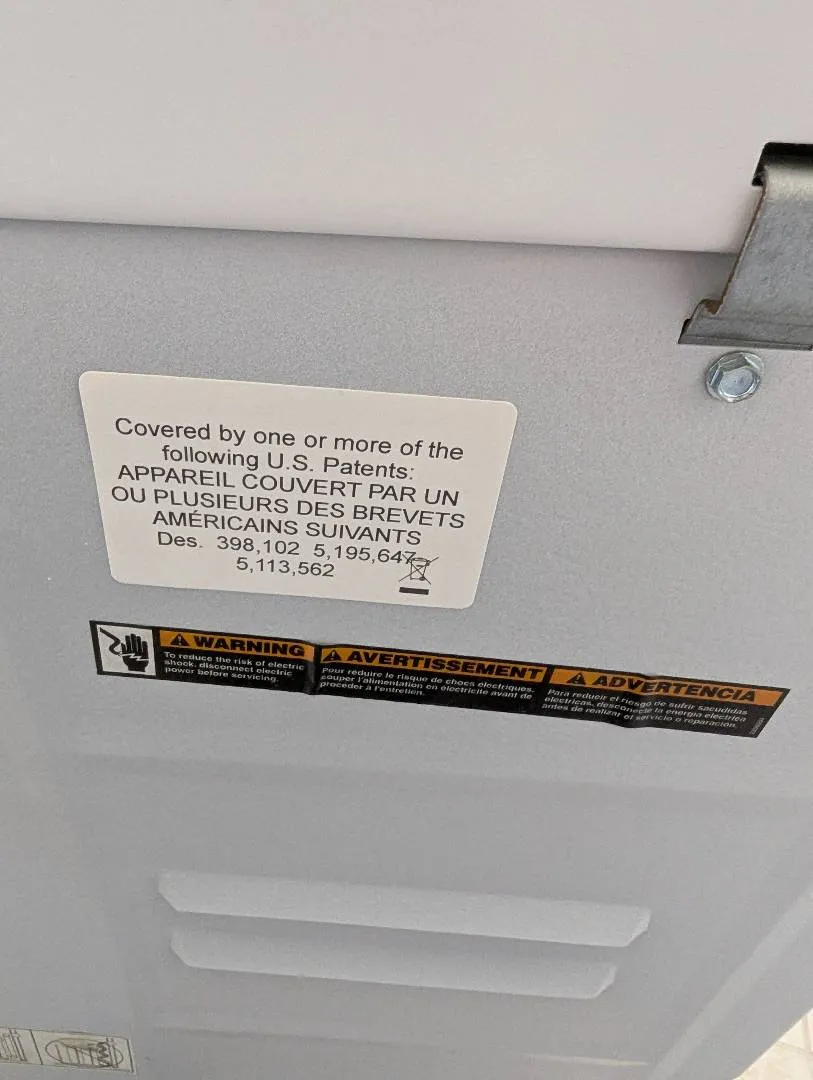 Covered by one or more of the
following U.S. Patents:
APPAREIL COUVERT PAR UN
OU PLUSIEURS DES BREVETS
AMÉRICAINS SUIVANTS
Des. 398,102 5,195,647
5,113,562
WARNING
To reduce the risk of electric
shock, disconnect electric
power before servicing.
AVERTISSEMENT
Pour réduire le risque de chocs électriques,
couper l'alimentation en électricité avant de
procéder à l'entretien.
ADVERTENCIA
Para reducir el riesgo de sufrir sacudidas
eléctricas, desconecte la energía eléctrica
antes de realizar el servicio o reparación.